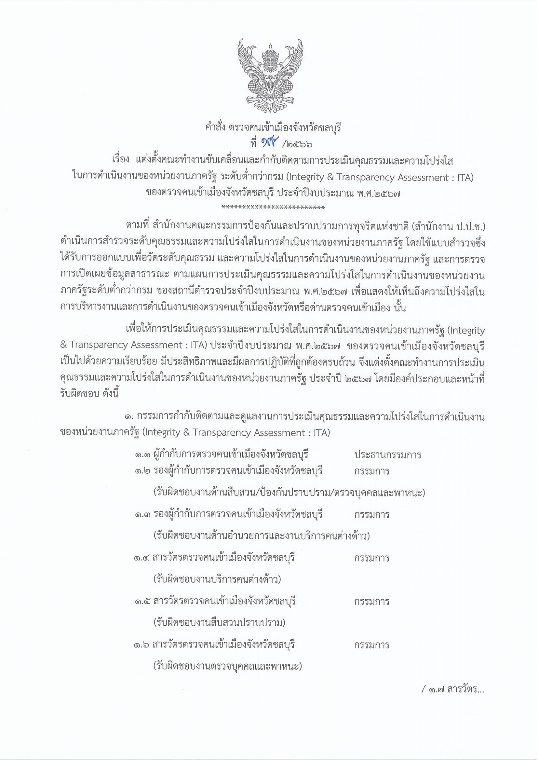 คำสั่ง ตรวจคนเข้าเมืองจังหวัดชลบุรี
ที่ /๒๕๖๖
เรื่อง แต่งตั้งคณะทำงานขับเคลื่อนและกำกับติดตามการประเมินคุณธรรมและความโปร่งใส
ในการดำเนินงานของหน่วยงานภาครัฐ ระดับต่ำกว่ากรม (Integrity & Transparency Assessment : ITA)
ของตรวจคนเข้าเมืองจังหวัดชลบุรี ประจำปีงบประมาณ พ.ศ.๒๕๖๗
*************************
ตามที่ สำนักงานคณะกรรมการป้องกันและปราบปรามการทุจริตแห่งชาติ (สำนักงาน ป.ป.ช.)
ดำเนินการสำรวจระดับคุณธรรมและความโปร่งใสในการดำเนินงานของหน่วยงานภาครัฐ โดยใช้แบบสำรวจซึ่ง
ได้รับการออกแบบเพื่อวัดระดับคุณธรรม และความโปร่งใสในการดำเนินงานของหน่วยงานภาครัฐ และการตรวจ
การเปิดเผยข้อมูลสาธารณะ ตามแผนการประเมินคุณธรรมและความโปร่งใสในการดำเนินงานของหน่วยงาน
ภาครัฐระดับต่ำกว่ากรม ของสถานีตำรวจประจำปีงบประมาณ พ.ศ.๒๕๖๗ เพื่อแสดงให้เห็นถึงความโปร่งใสใน
การบริหารงานและการดำเนินงานของตรวจคนเข้าเมืองจังหวัดหรือด่านตรวจคนเข้าเมือง นั้น
เพื่อให้การประเมินคุณธรรมและความโปร่งใสในการดำเนินงานของหน่วยงานภาครัฐ (Integrity
& Transparency Assessment : ITA) ประจำปีงบประมาณ พ.ศ.๒๕๖๗ ของตรวจคนเข้าเมืองจังหวัดชลบุรี
เป็นไปด้วยความเรียบร้อย มีประสิทธิภาพและมีผลการปฏิบัติที่ถูกต้องครบถ้วน จึงแต่งตั้งคณะทำงานการประเมิน
คุณธรรมและความโปร่งใสในการดำเนินงานของหน่วยงานภาครัฐ ประจำปี ๒๕๖๗ โดยมีองค์ประกอบและหน้าที่
รับผิดชอบ ดังนี้
๑. กรรมการกำกับติดตามและดูแลงานการประเมินคุณธรรมและความโปร่งใสในการดำเนินงาน
ของหน่วยงานภาครัฐ (Integrity & Transparency Assessment : ITA)
๑.๑ ผู้กำกับการตรวจคนเข้าเมืองจังหวัดชลบุรี ประธานกรรมการ
๑.๒ รองผู้กำกับการตรวจคนเข้าเมืองจังหวัดชลบุรี กรรมการ
(รับผิดชอบงานด้านสืบสวน/ป้องกันปราบปราม/ตรวจบุคคลและพาหนะ)
๑.๓ รองผู้กำกับการตรวจคนเข้าเมืองจังหวัดชลบุรี กรรมการ
(รับผิดชอบงานด้านอำนวยการและงานบริการคนต่างด้าว)
๑.๔ สารวัตรตรวจคนเข้าเมืองจังหวัดชลบุรี กรรมการ
(รับผิดชอบงานบริการคนต่างด้าว)
๑.๕ สารวัตรตรวจคนเข้าเมืองจังหวัดชลบุรี กรรมการ
(รับผิดชอบงานสืบสวนปราบปราม)
๑.๖ สารวัตรตรวจคนเข้าเมืองจังหวัดชลบุรี กรรมการ
(รับผิดชอบงานตรวจบุคคลและพาหนะ)
/ ๑.๗ สารวัตร...